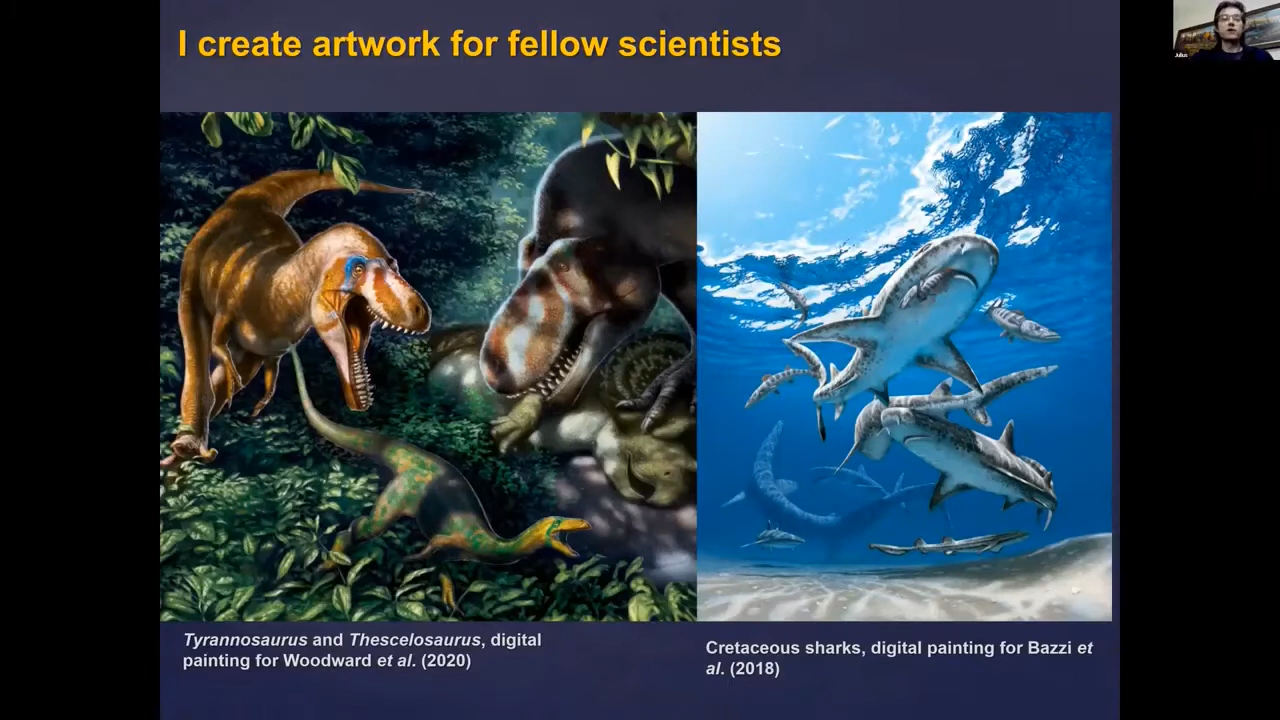 I create artwork for fellow scientists
Julius
Tyrannosaurus and Thescelosaurus, digital
painting for Woodward et al. (2020)
Cretaceous sharks, digital painting for Bazzi et
al. (2018)